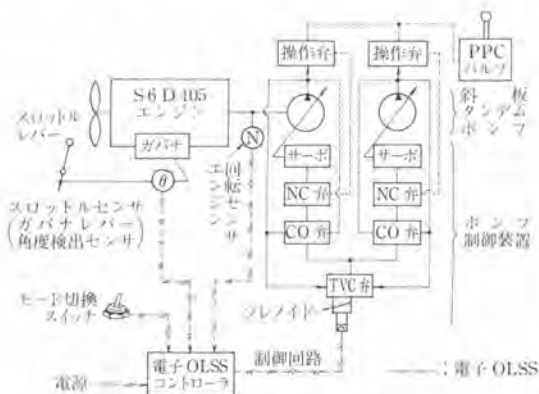 操作弁
操作弁
PPC
バルブ
S6D105
エンジン
ガバナ
スロットル
レバー
N
θ
エンジン
回転センサ
サーボ
サーボ
NC弁
NC弁
CO弁
CO弁
斜板
タンデム
ポンプ
ポンプ
制御装置
スロットルセンサ
(ガバナレバー
角度検出センサ)
TVC弁
ソレノイド
モード切換
スイッチ
電子OLSS
コントローラ
電源
制御回路
:電子OLSS